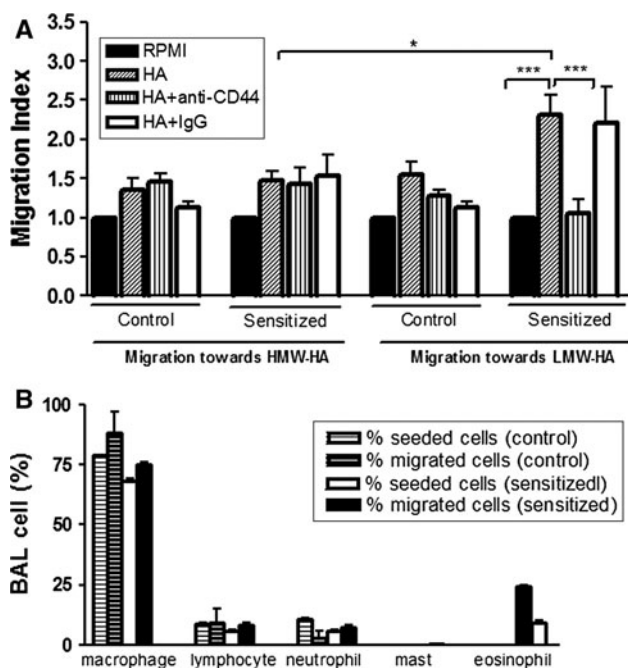 A
Migration Index
3.5
3.0
2.5
2.0
1.5
1.0
0.5
0.0
RPMI
HA
HA+anti-CD44
HA+IgG
*
*** ***
Control Sensitized Control Sensitized
Migration towards HMW-HA Migration towards LMW-HA
B
BAL cell (%)
100
75
50
25
0
% seeded cells (control)
% migrated cells (control)
% seeded cells (sensitizedl)
% migrated cells (sensitized)
macrophage lymphocyte neutrophil mast eosinophil